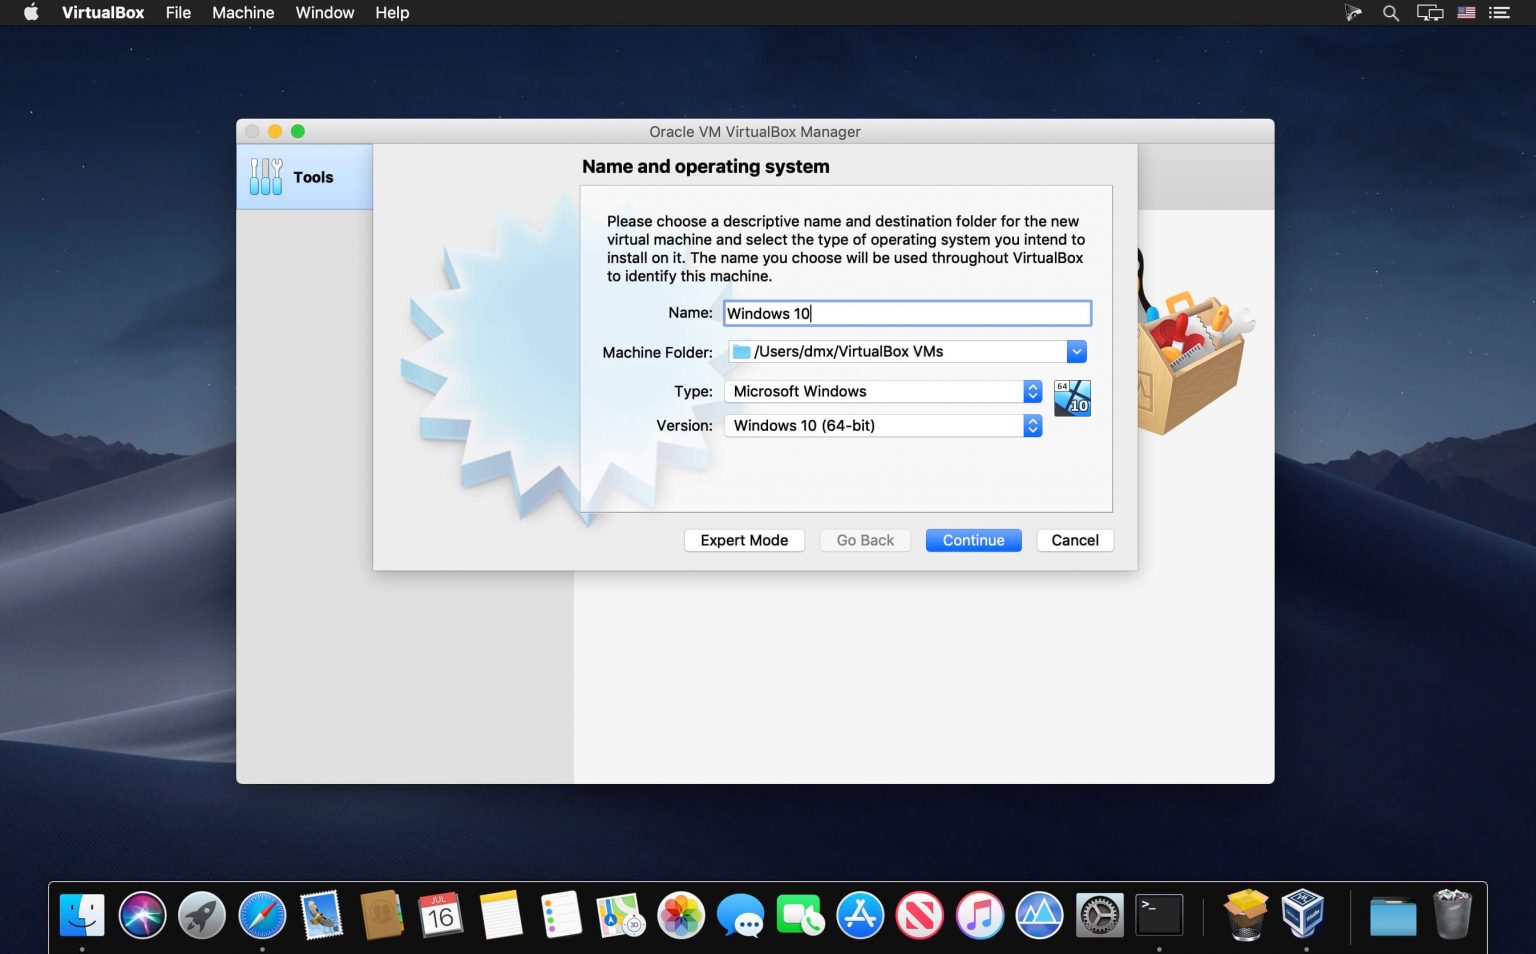 VirtualBox File Machine Window Help
Oracle VM VirtualBox Manager
Tools
Name and operating system
Please choose a descriptive name and destination folder for the new
virtual machine and select the type of operating system you intend to
install on it. The name you choose will be used throughout VirtualBox
to identify this machine.
Name: Windows 10
Machine Folder: /Users/dmx/VirtualBox VMs
Type: Microsoft Windows
64
10
Version: Windows 10 (64-bit)
Expert Mode Go Back Continue Cancel
JUL
16
3D
>_